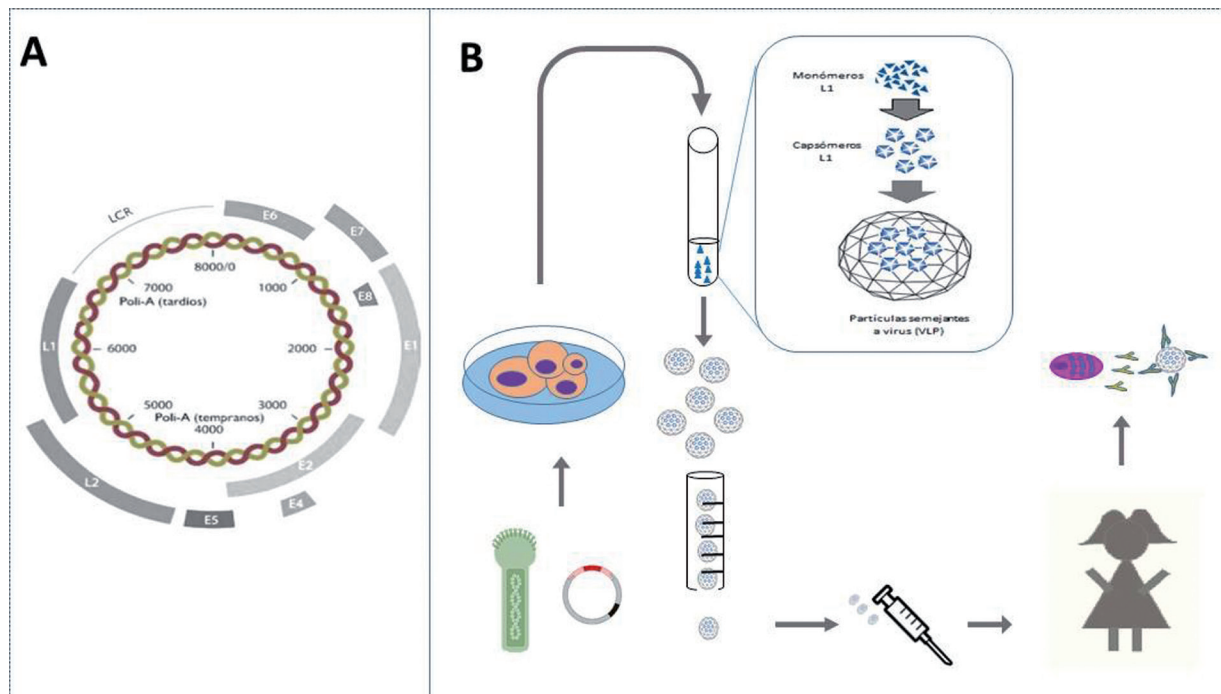 A
LCR
E6
E7
E8
E1
8000/0
1000
2000
3000
4000
5000
6000
7000
Poli-A (tardíos)
Poli-A (tempranos)
L1
L2
E5
E4
E2
B
Monómeros
L1
Capsómeros
L1
Partículas semejantes
a virus (VLP)